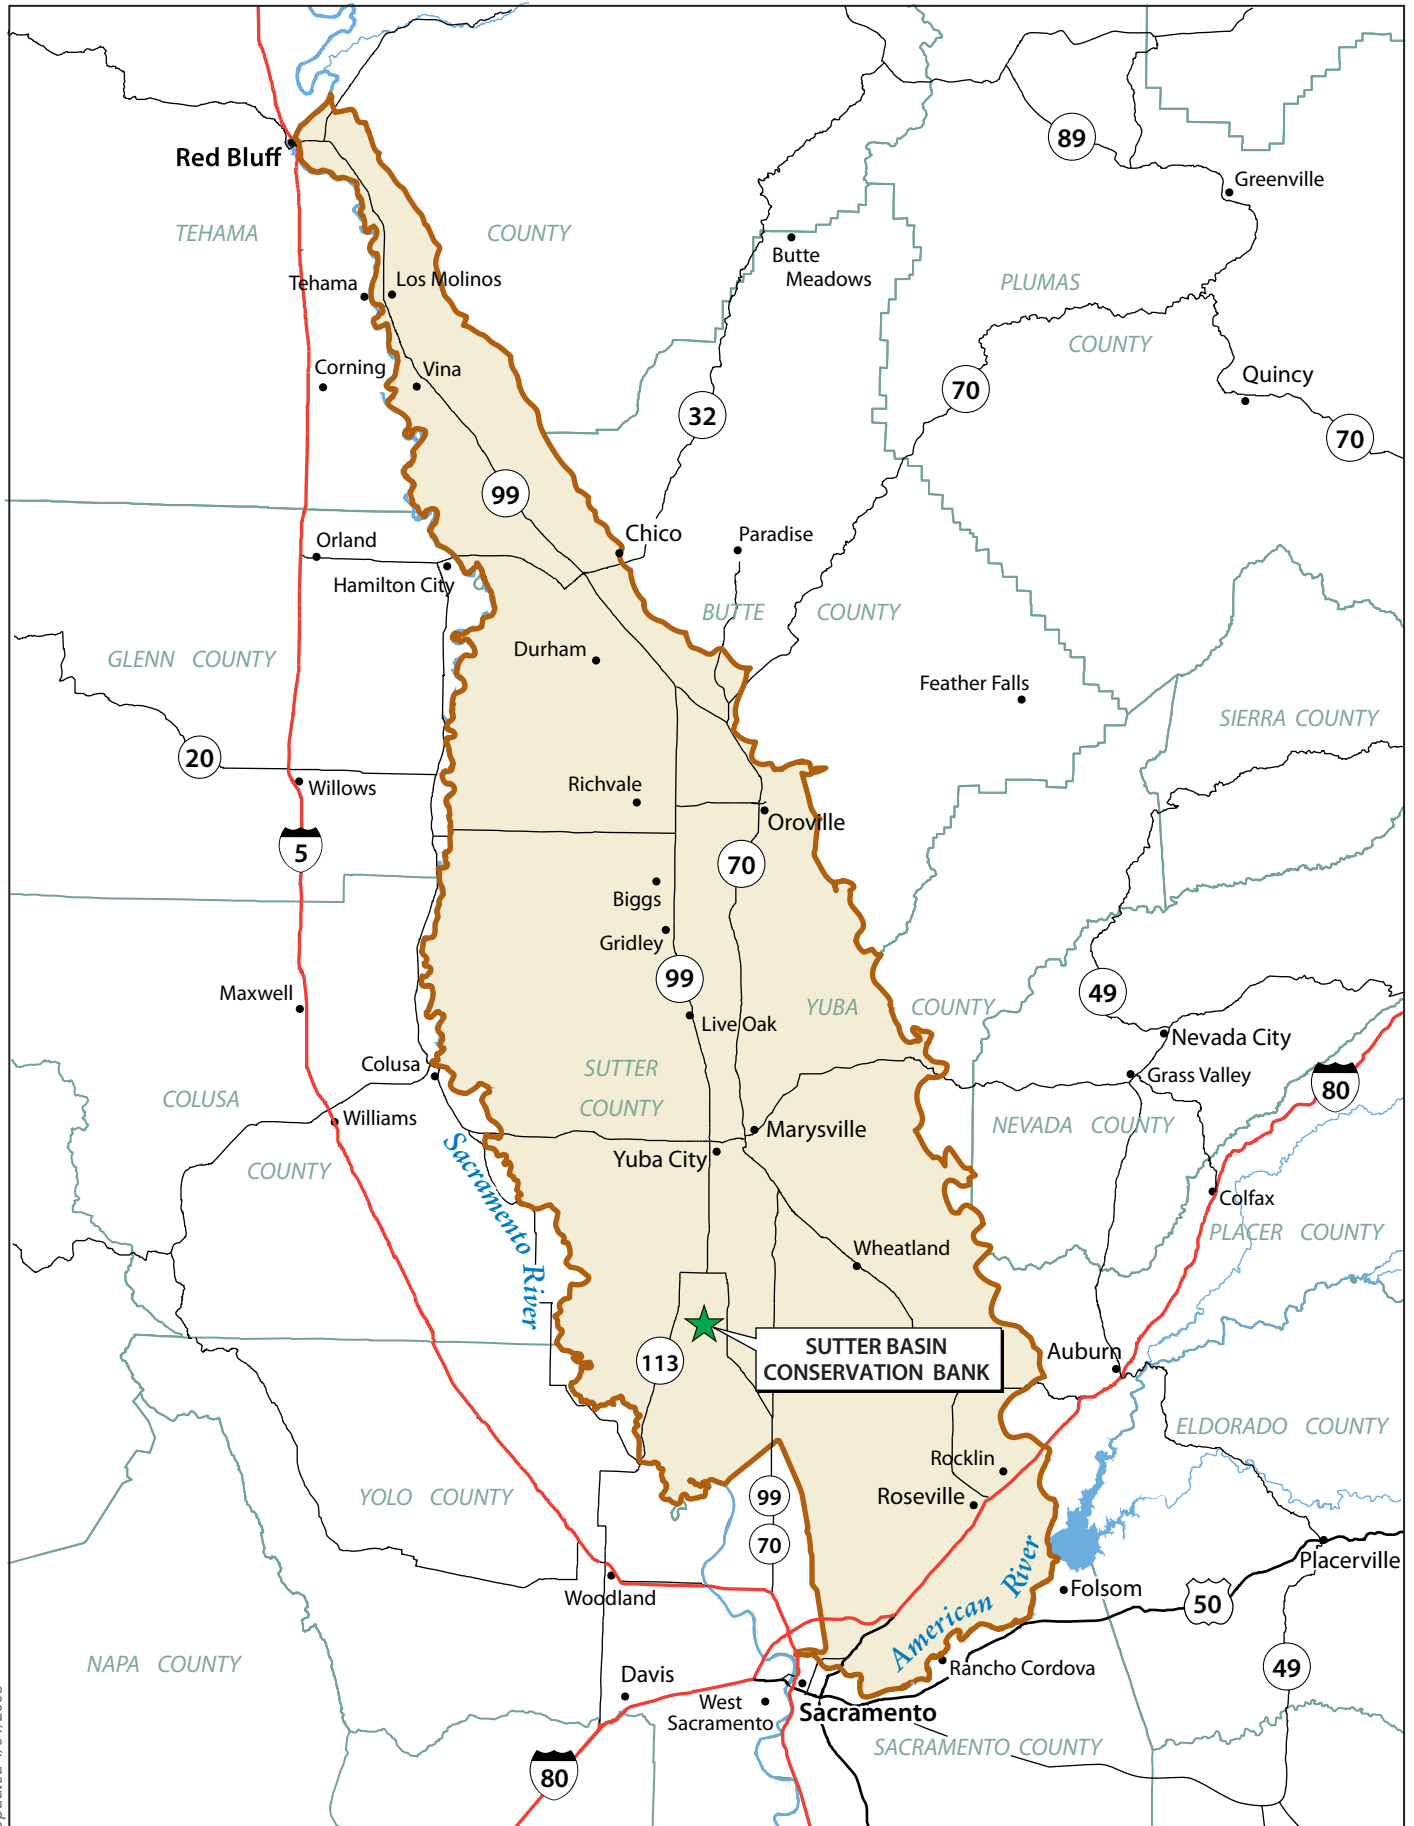 89
Red Bluff
Greenville
TEHAMA
COUNTY
Butte
Meadows
PLUMAS
Tehama
Los Molinos
COUNTY
Corning
Vina
Quincy
70
32
70
99
Chico
Paradise
Orland
Hamilton City
BUTTE
COUNTY
Durham
GLENN COUNTY
Feather Falls
SIERRA COUNTY
20
Willows
Richvale
Oroville
5
70
Biggs
Gridley
99
Maxwell
YUBA
COUNTY
49
Live Oak
Nevada City
Colusa
SUTTER
COUNTY
Grass Valley
80
COLUSA
Williams
Marysville
NEVADA COUNTY
COUNTY
Yuba City
Sacramento River
Colfax
PLACER COUNTY
Wheatland
SUTTER BASIN
CONSERVATION BANK
113
Auburn
ELDORADO COUNTY
Rocklin
YOLO COUNTY
99
Roseville
70
American River
Placerville
Woodland
Folsom
50
NAPA COUNTY
Davis
Rancho Cordova
49
West
Sacramento
Sacramento
SACRAMENTO COUNTY
80